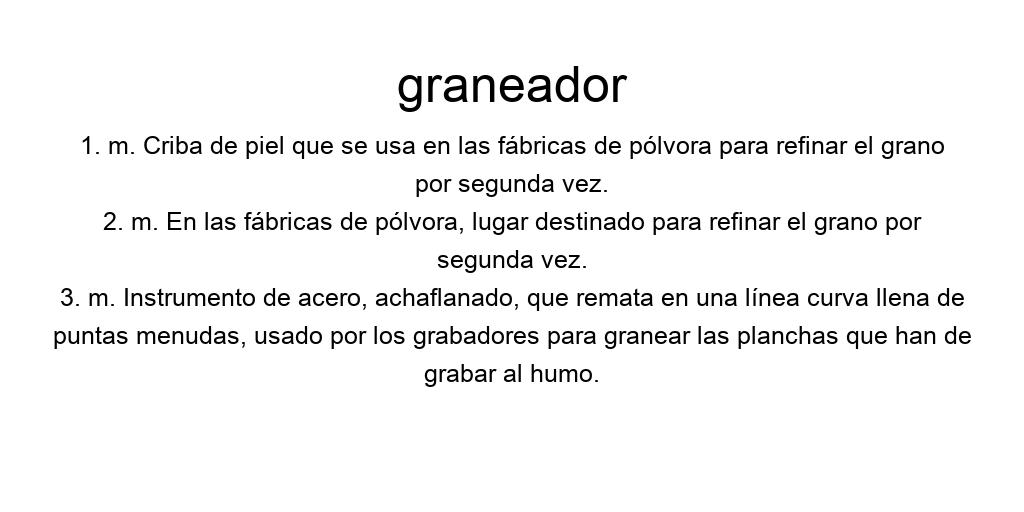 graneador
1. m. Criba de piel que se usa en las fábricas de pólvora para refinar el grano
por segunda vez.
2. m. En las fábricas de pólvora, lugar destinado para refinar el grano por
segunda vez.
3. m. Instrumento de acero, achaflanado, que remata en una línea curva llena de
puntas menudas, usado por los grabadores para granear las planchas que han de
grabar al humo.